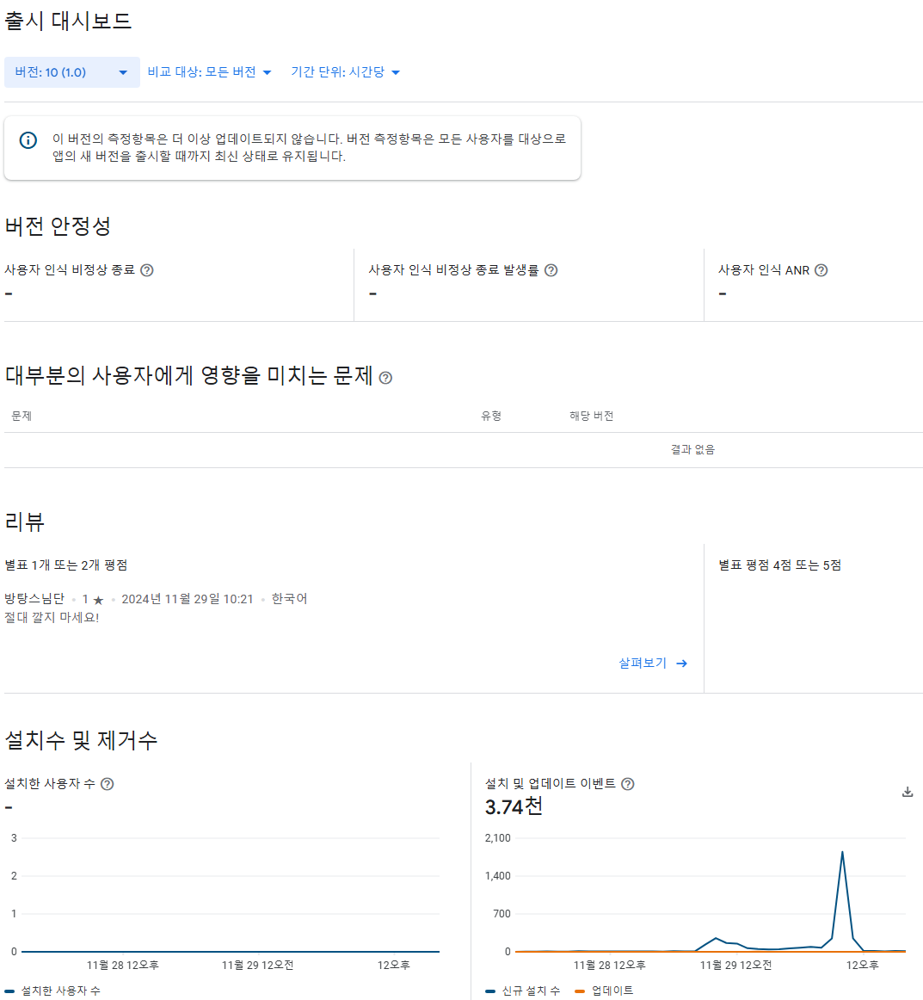 출시 대시보드
버전: 10 (1.0) 비교 대상: 모든 버전 기간 단위: 시간당
이 버전의 측정항목은 더 이상 업데이트되지 않습니다. 버전 측정항목은 모든 사용자를 대상으로
앱의 새 버전을 출시할 때까지 최신 상태로 유지됩니다.
버전 안정성
사용자 인식 비정상 종료
–
사용자 인식 비정상 종료 발생률
–
사용자 인식 ANR
–
대부분의 사용자에게 영향을 미치는 문제
문제 유형 해당 버전
결과 없음
리뷰
별표 1개 또는 2개 평점
방탕스님단 • 1 ★ • 2024년 11월 29일 10:21 • 한국어
절대 깔지 마세요!
살펴보기 →
별표 평점 4점 또는 5점
설치수 및 제거수
설치한 사용자 수
–
3
2
1
0
11월 28 12오후 11월 29 12오전 12오후
설치한 사용자 수
설치 및 업데이트 이벤트
3.74천
2,100
1,400
700
0
11월 28 12오후 11월 29 12오전 12오후
신규 설치 수 업데이트